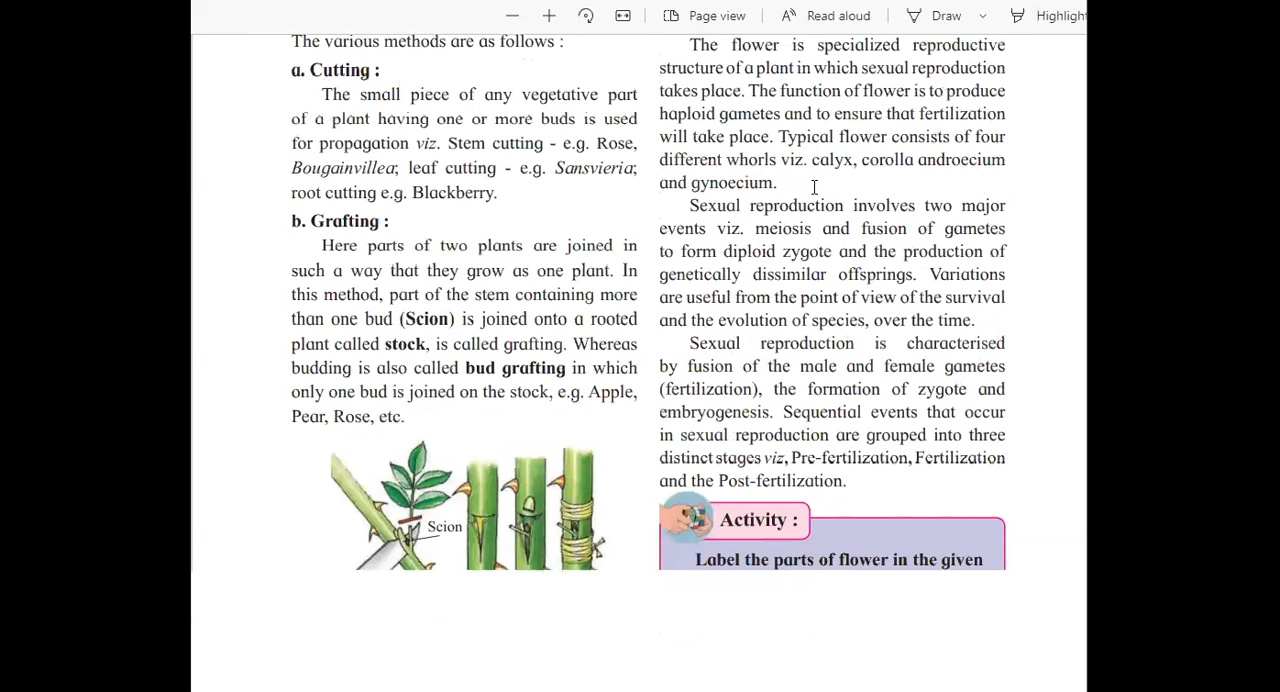 Page view
Read aloud
Draw
Highligh
The various methods are as follows :
a. Cutting :
The small piece of any vegetative part
of a plant having one or more buds is used
for propagation viz. Stem cutting - e.g. Rose,
Bougainvillea; leaf cutting - e.g. Sansvieria;
root cutting e.g. Blackberry.
b. Grafting :
Here parts of two plants are joined in
such a way that they grow as one plant. In
this method, part of the stem containing more
than one bud (Scion) is joined onto a rooted
plant called stock, is called grafting. Whereas
budding is also called bud grafting in which
only one bud is joined on the stock, e.g. Apple,
Pear, Rose, etc.
Scion
The flower is specialized reproductive
structure of a plant in which sexual reproduction
takes place. The function of flower is to produce
haploid gametes and to ensure that fertilization
will take place. Typical flower consists of four
different whorls viz. calyx, corolla androecium
and gynoecium.
Sexual reproduction involves two major
events viz. meiosis and fusion of gametes
to form diploid zygote and the production of
genetically dissimilar offsprings. Variations
are useful from the point of view of the survival
and the evolution of species, over the time.
Sexual reproduction is characterised
by fusion of the male and female gametes
(fertilization), the formation of zygote and
embryogenesis. Sequential events that occur
in sexual reproduction are grouped into three
distinct stages viz, Pre-fertilization, Fertilization
and the Post-fertilization.
Activity :
Label the parts of flower in the given